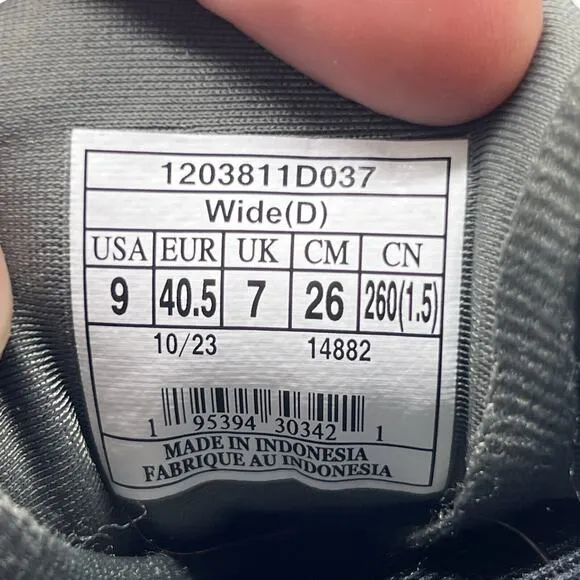 1203811D037
Wide(D)
USA EUR UK CM CN
9 40.5 7 26 260(1.5)
10/23 14882
1 95394 30342 1
MADE IN INDONESIA
FABRIQUE AU INDONESIA